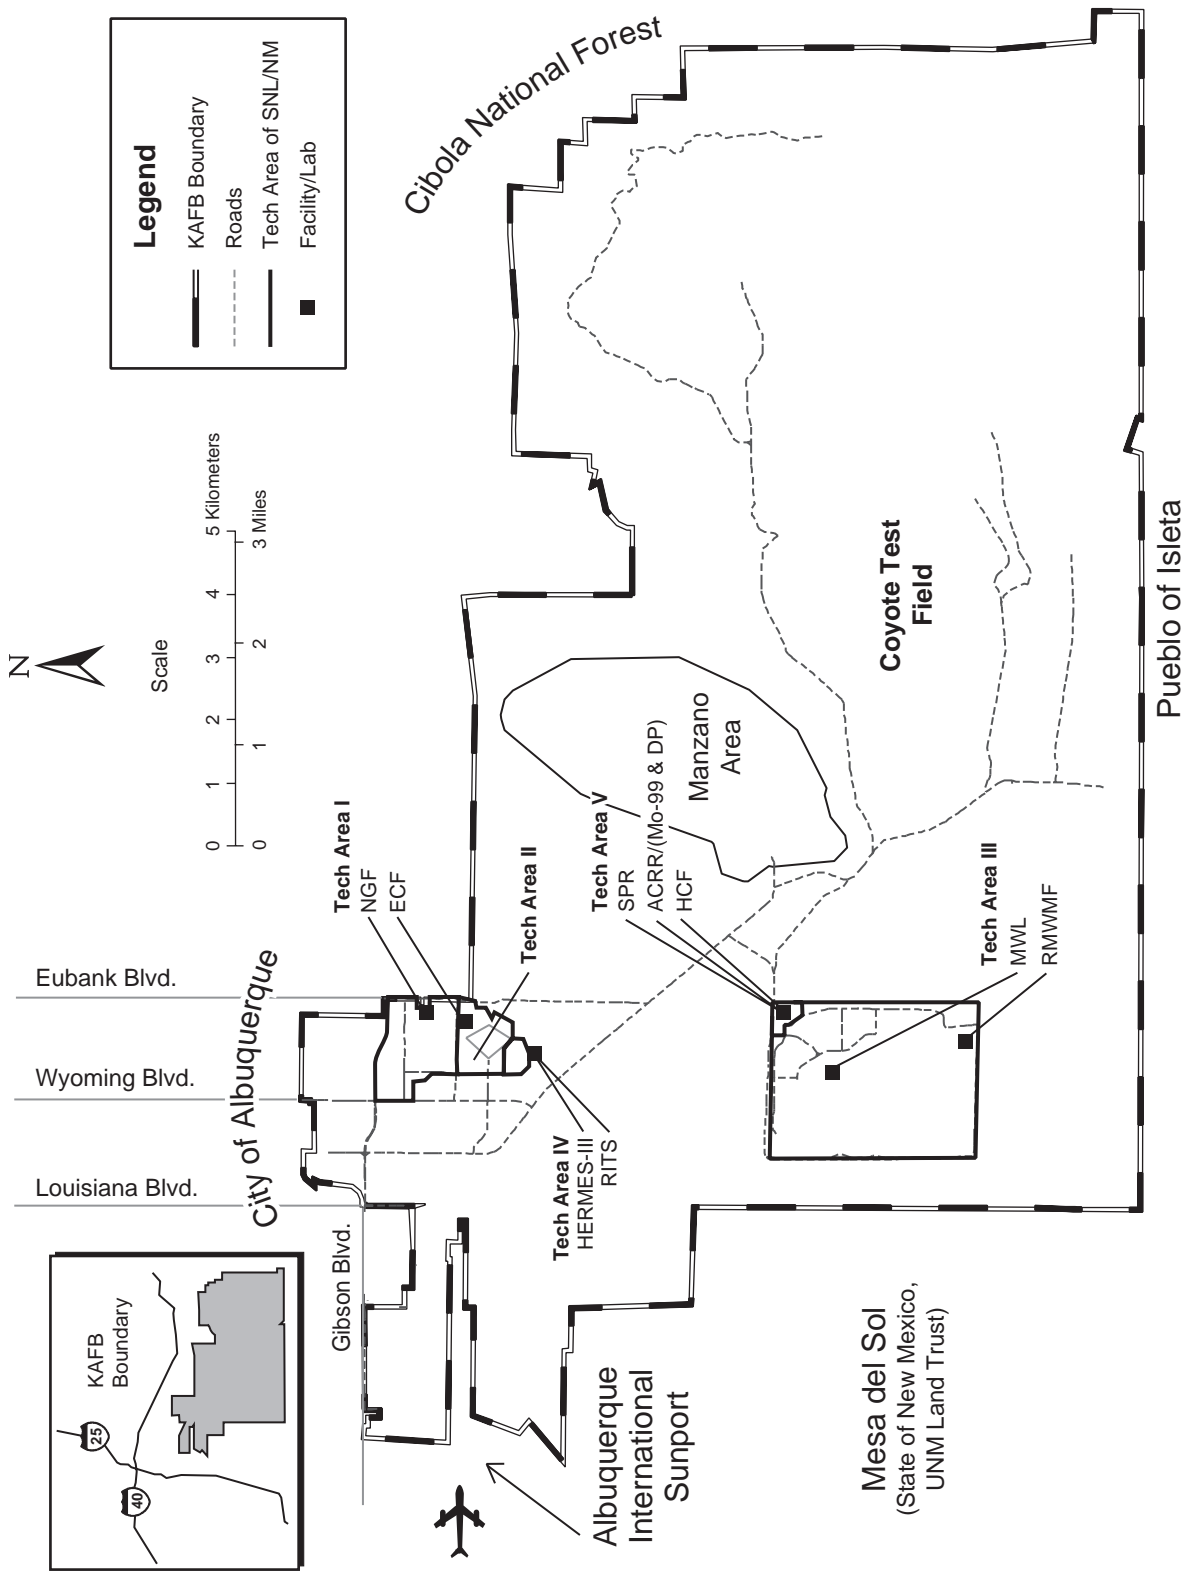 KAFB
Boundary
25
40
City of Albuquerque
Louisiana Blvd.
Wyoming Blvd.
Eubank Blvd.
Gibson Blvd.
N
Scale
0
1
2
3
4
5 Kilometers
0
1
2
3 Miles
Legend
KAFB Boundary
Roads
Tech Area of SNL/NM
Facility/Lab
Cibola National Forest
Tech Area I
NGF
ECF
Tech Area II
Tech Area IV
HERMES-III
RITS
Tech Area V
SPR
ACRR/(Mo-99 & DP)
HCF
Manzano
Area
Albuquerque
International
Sunport
Coyote Test
Field
Tech Area III
MWL
RMWMF
Mesa del Sol
(State of New Mexico,
UNM Land Trust)
Pueblo of Isleta